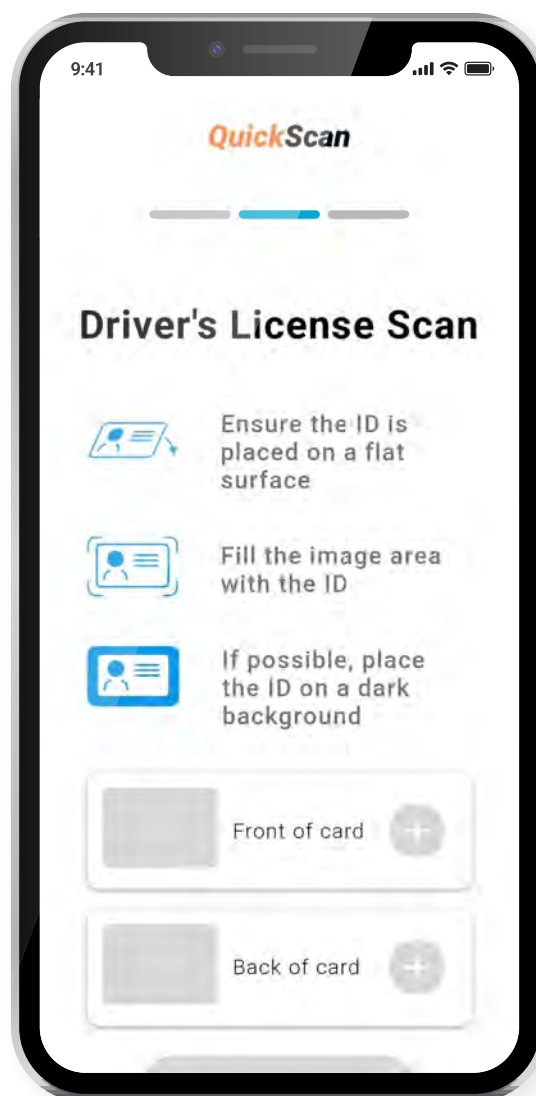 9:41
QuickScan
Driver's License Scan
Ensure the ID is
placed on a flat
surface
Fill the image area
with the ID
If possible, place
the ID on a dark
background
Front of card
Back of card